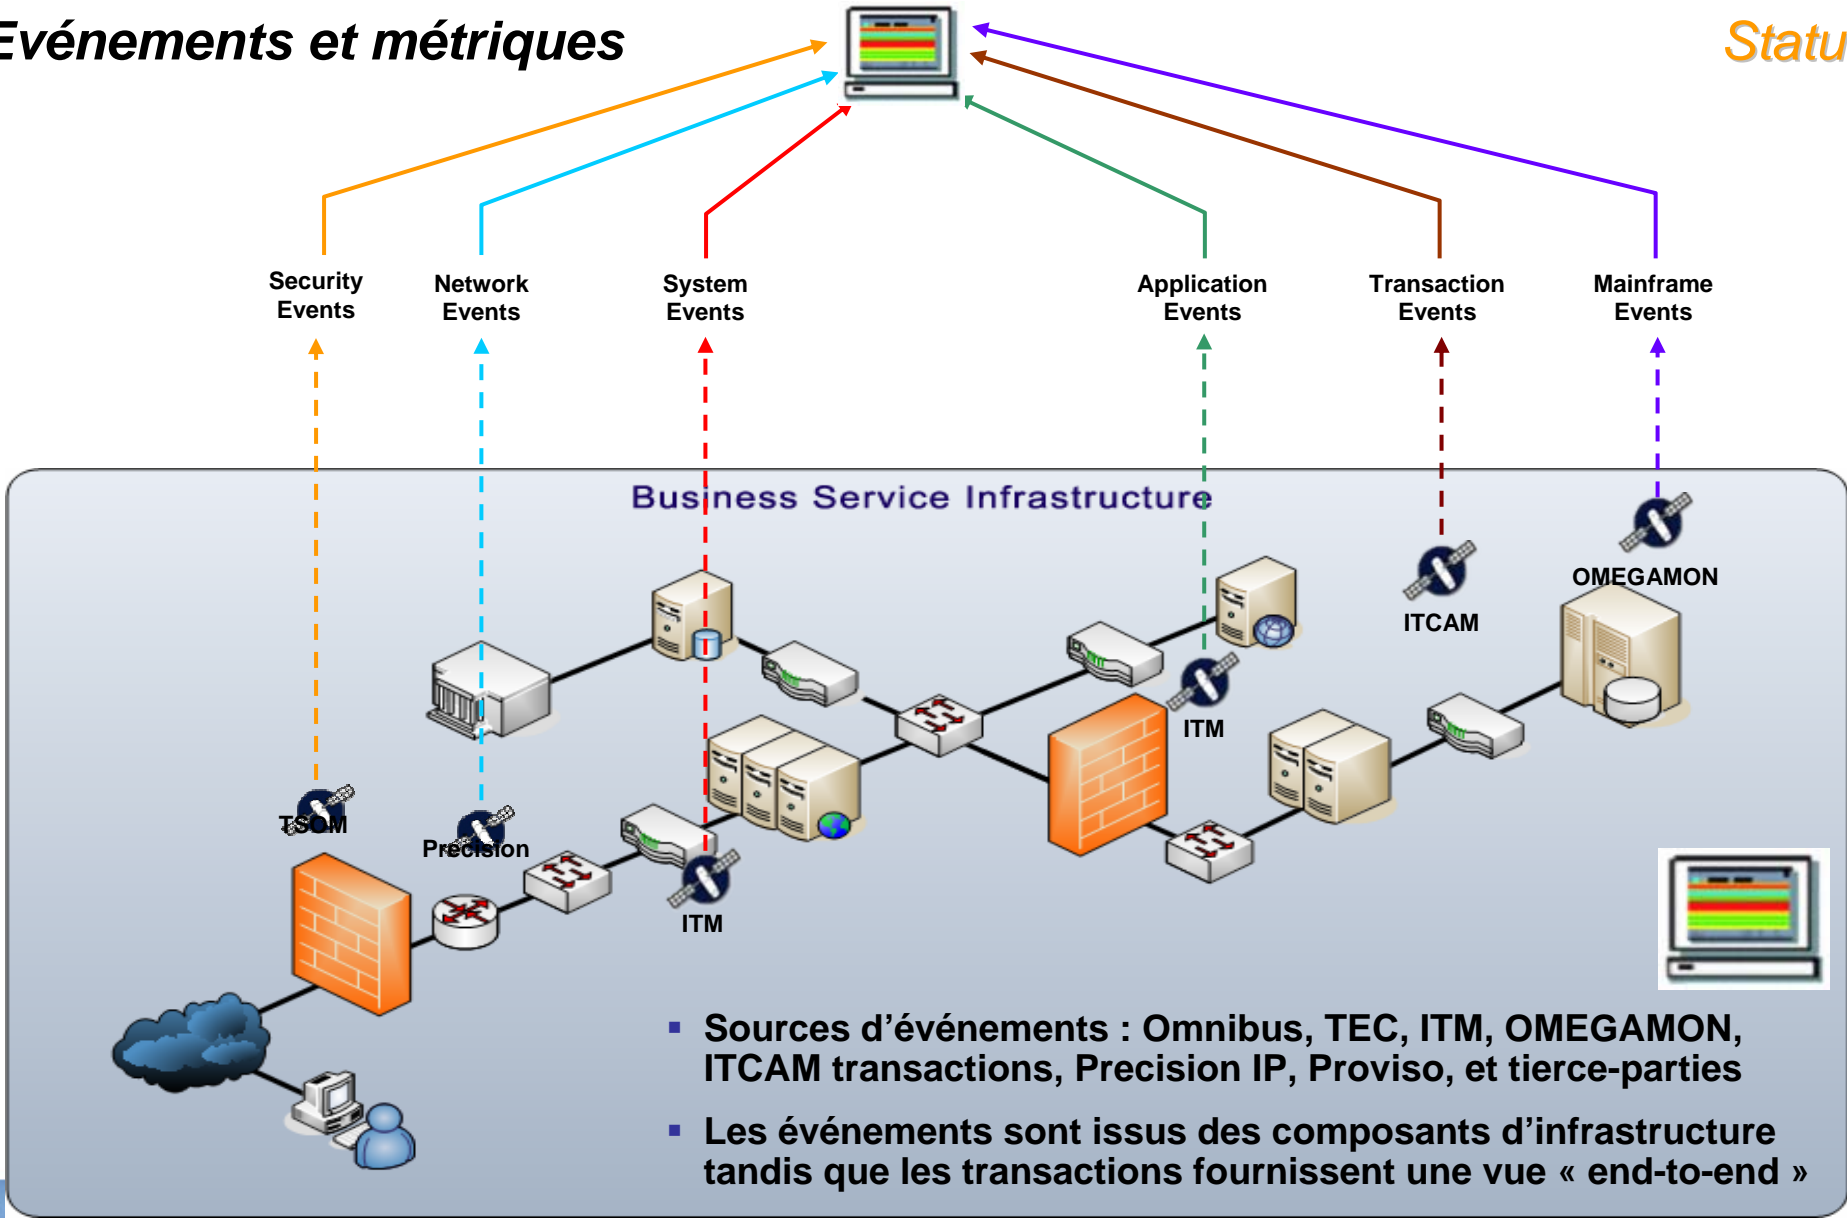 Evénements et métriques
Statu
Security
Events
Network
Events
System
Events
Application
Events
Transaction
Events
Mainframe
Events
Business Service Infrastructure
OMEGAMON
ITCAM
ITM
TSOM
Precision
ITM
▪ Sources d’événements : Omnibus, TEC, ITM, OMEGAMON,
ITCAM transactions, Precision IP, Proviso, et tierce-parties
▪ Les événements sont issus des composants d’infrastructure
tandis que les transactions fournissent une vue « end-to-end »